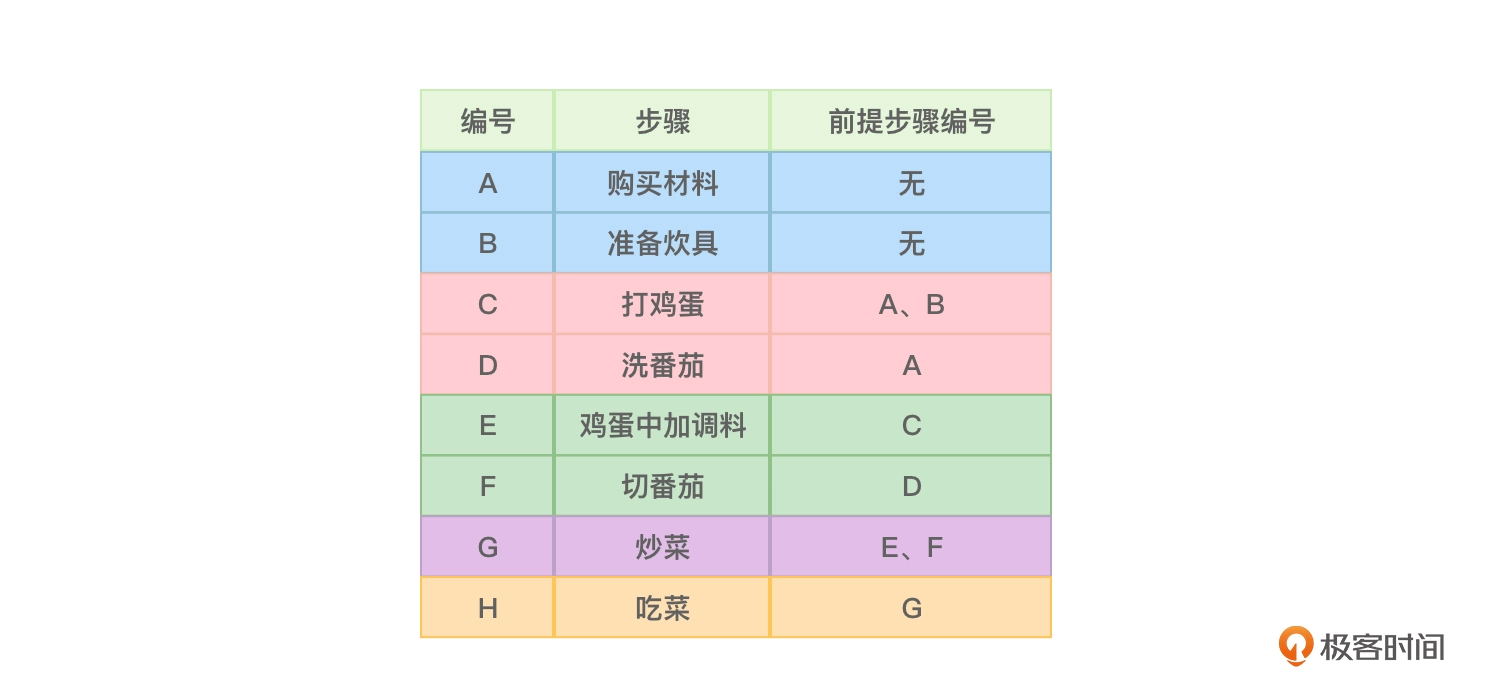 编号 步骤 前提步骤编号
A 购买材料 无
B 准备炊具 无
C 打鸡蛋 A、B
D 洗番茄 A
E 鸡蛋中加调料 C
F 切番茄 D
G 炒菜 E、F
H 吃菜 G
极客时间